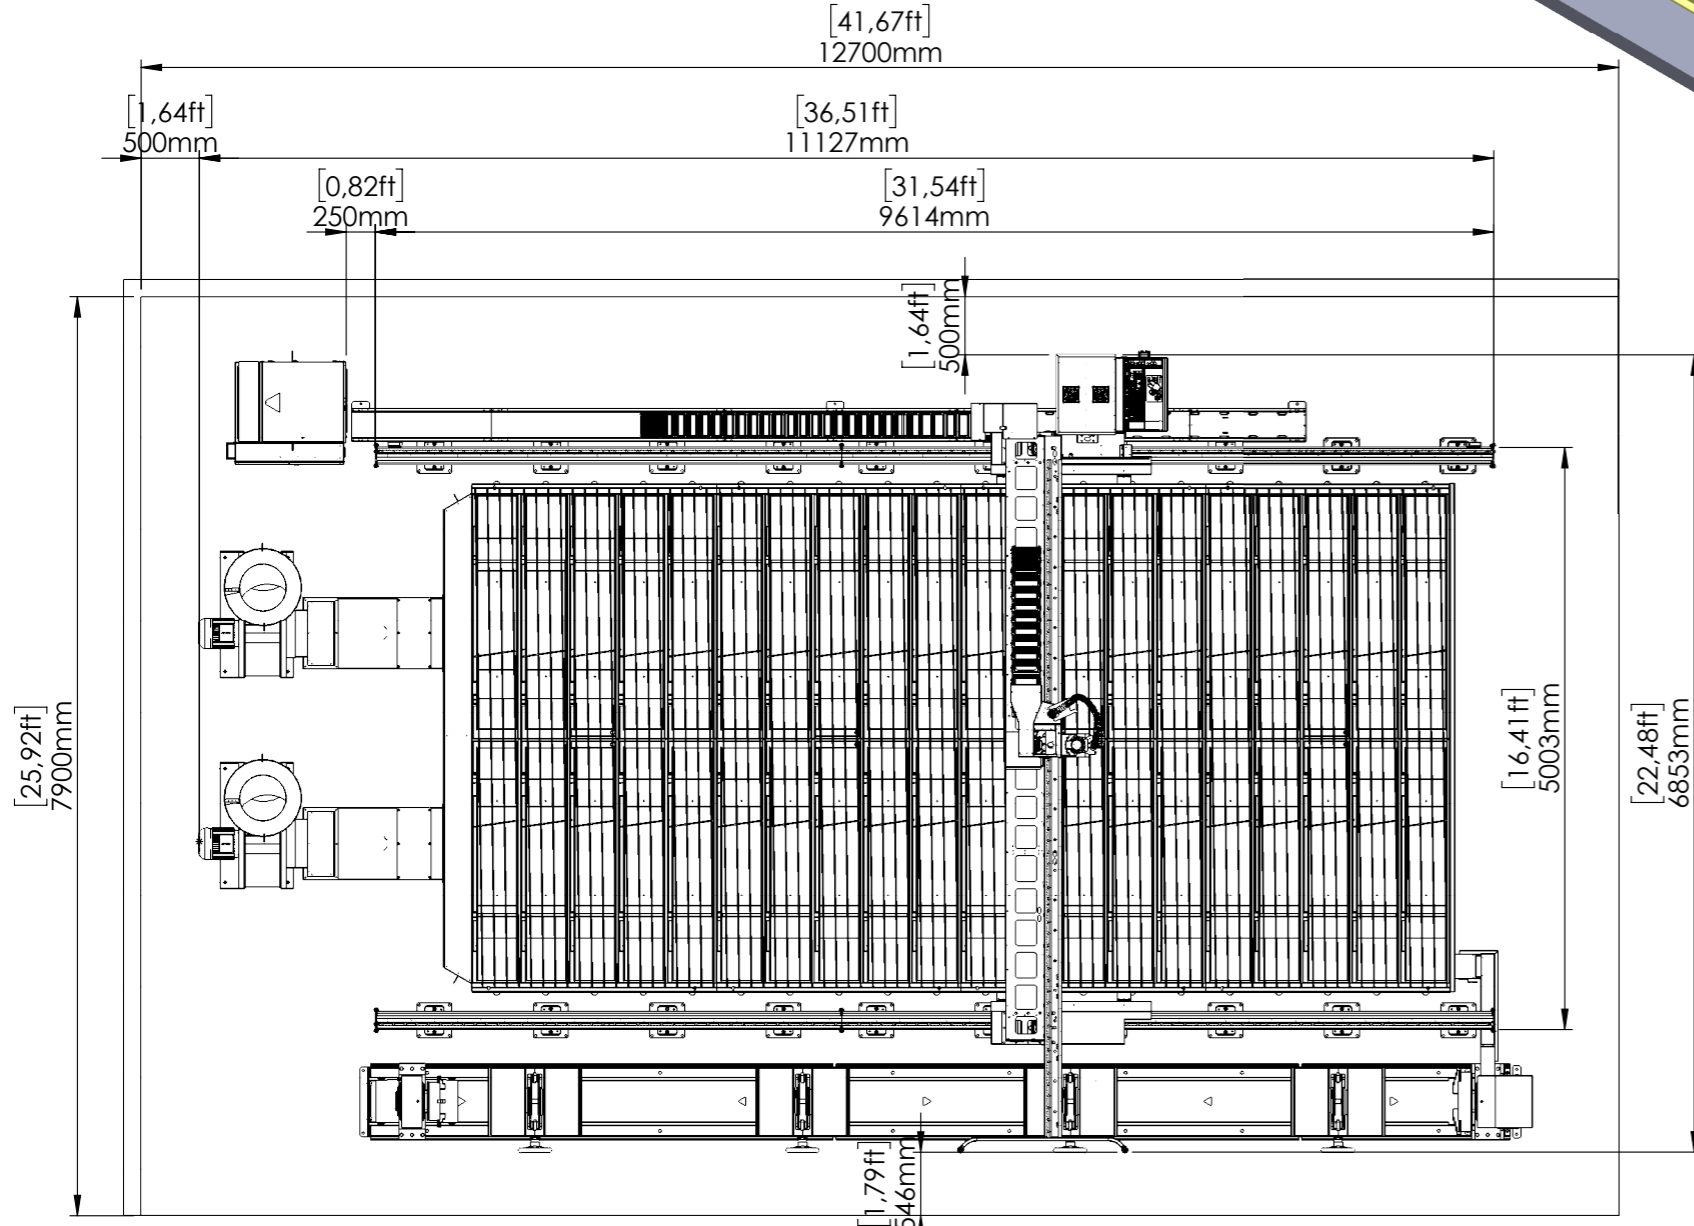 [41,67ft]
12700mm
[1,64ft]
500mm
[36,51ft]
11127mm
[0,82ft]
250mm
[31,54ft]
9614mm
[1,64ft]
500mm
[25,92ft]
7900mm
[16,41ft]
5003mm
[22,48ft]
6853mm
[1,79ft]
546mm